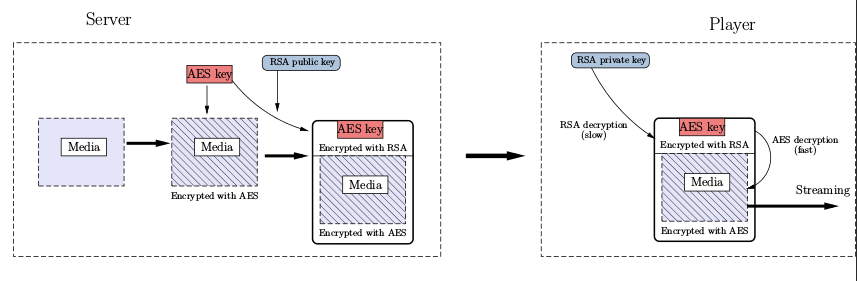 Server
Player
RSA public key
AES key
Media
Media
Encrypted with AES
AES key
Encrypted with RSA
Media
Encrypted with AES
RSA private key
RSA decryption
(slow)
AES key
Encrypted with RSA
Media
Encrypted with AES
AES decryption
(fast)
Streaming